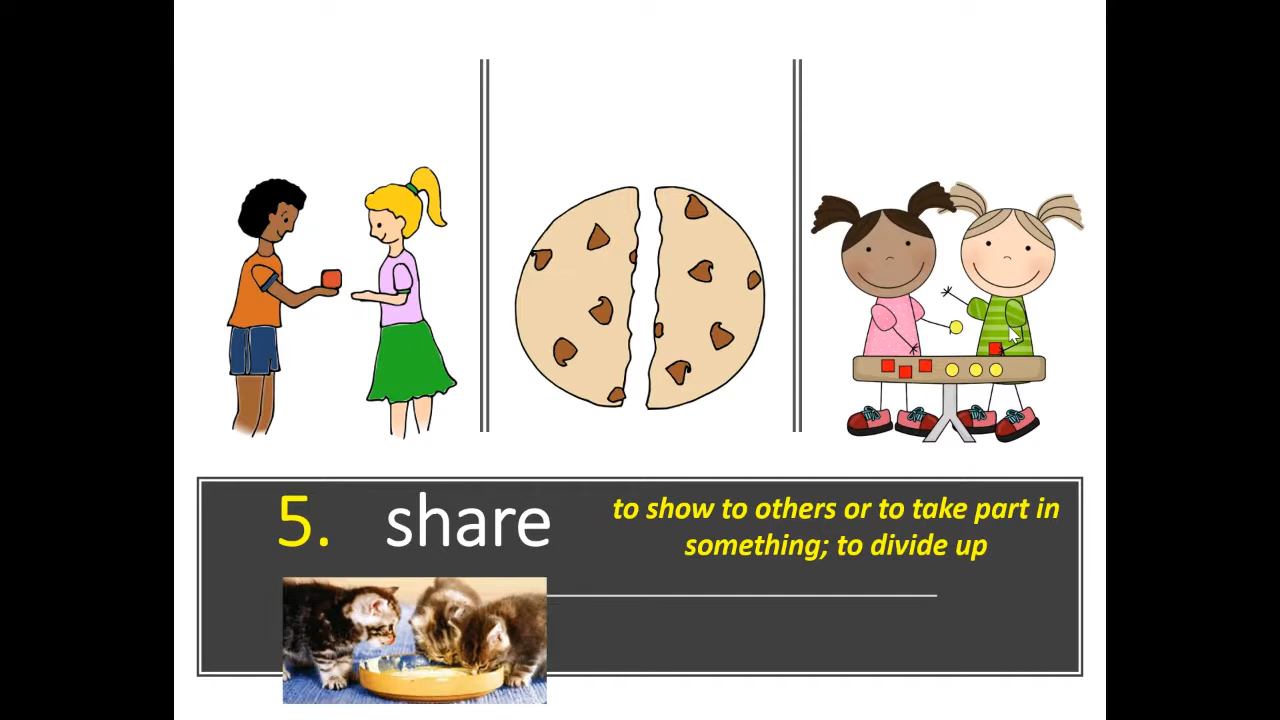 5. share
to show to others or to take part in
something; to divide up